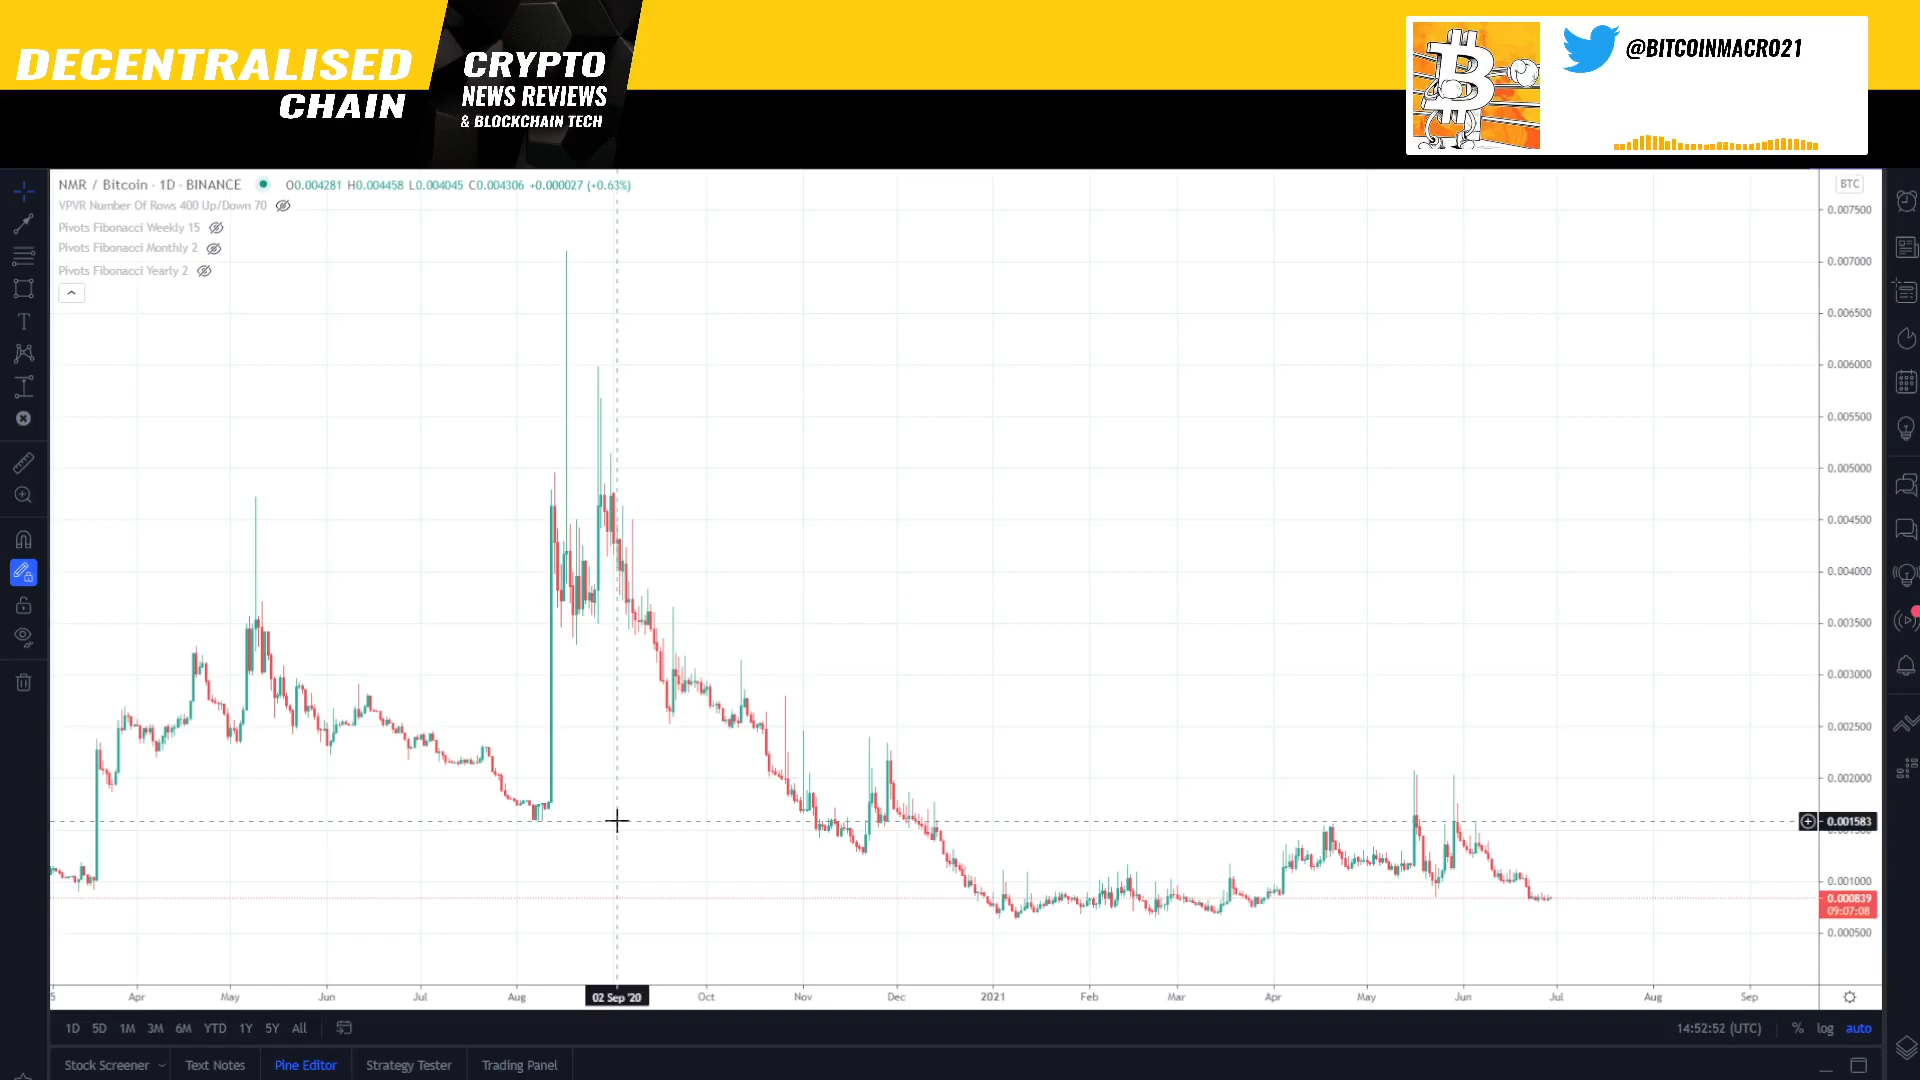 DECENTRALISED
CHAIN
CRYPTO
NEWS REVIEWS
& BLOCKCHAIN TECH
@BITCOINMACRO21
NMR / Bitcoin · 1D · BINANCE O0.004281 H0.004458 L0.004045 C0.004306 +0.000027 (+0.63%)
VPVR Number Of Rows 400 Up/Down 70
Pivots Fibonacci Weekly 15
Pivots Fibonacci Monthly 2
Pivots Fibonacci Yearly 2
BTC
0.007500
0.007000
0.006500
0.006000
0.005500
0.005000
0.004500
0.004000
0.003500
0.003000
0.002500
0.002000
0.001583
0.001000
0.000839
09:07:08
0.000500
Apr May Jun Jul Aug 02 Sep '20 Oct Nov Dec 2021 Feb Mar Apr May Jun Jul Aug Sep
1D 5D 1M 3M 6M YTD 1Y 5Y All 14:52:52 (UTC) % log auto
Stock Screener Text Notes Pine Editor Strategy Tester Trading Panel